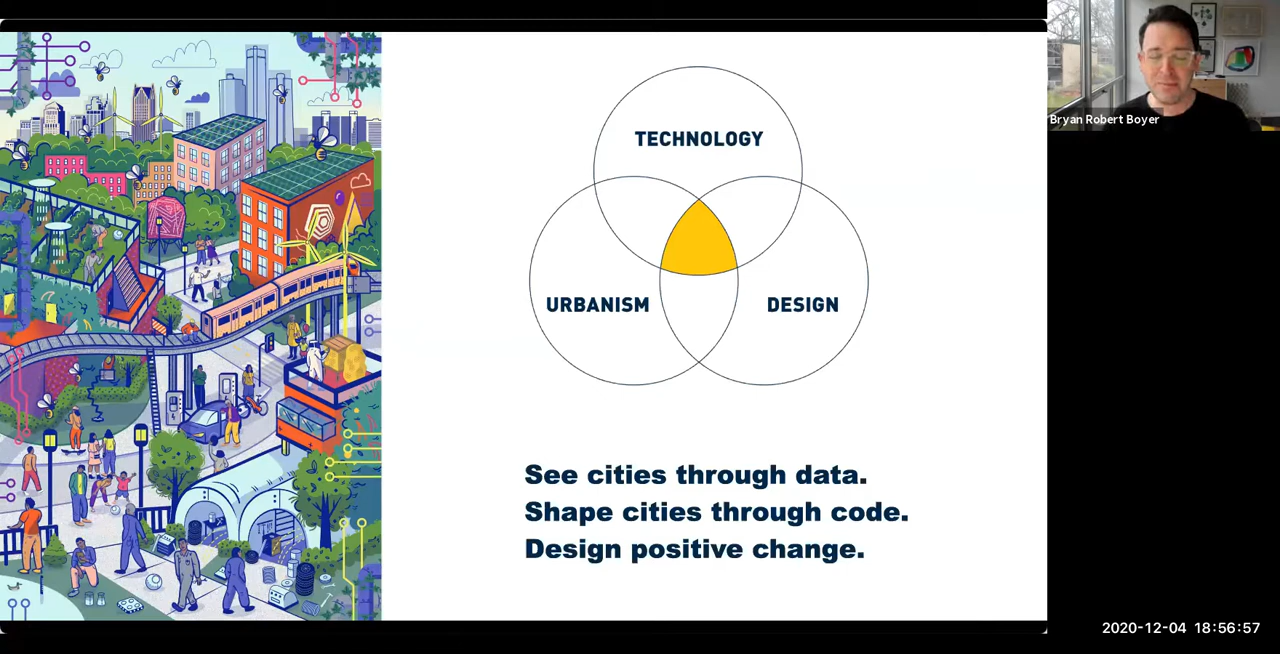 TECHNOLOGY
URBANISM
DESIGN
See cities through data.
Shape cities through code.
Design positive change.
Bryan Robert Boyer
2020-12-04 18:56:57